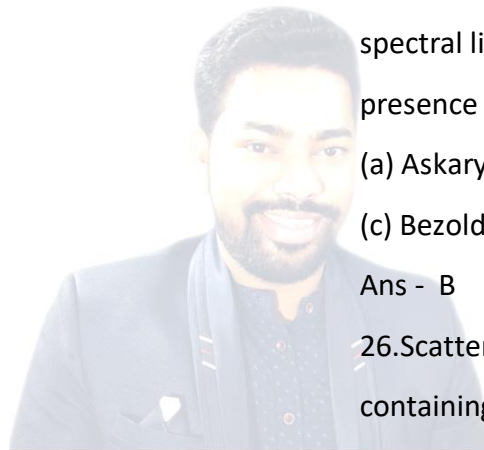 spectral li
presence
(a) Askary
(c) Bezold
Ans - B
26.Scatter
containing